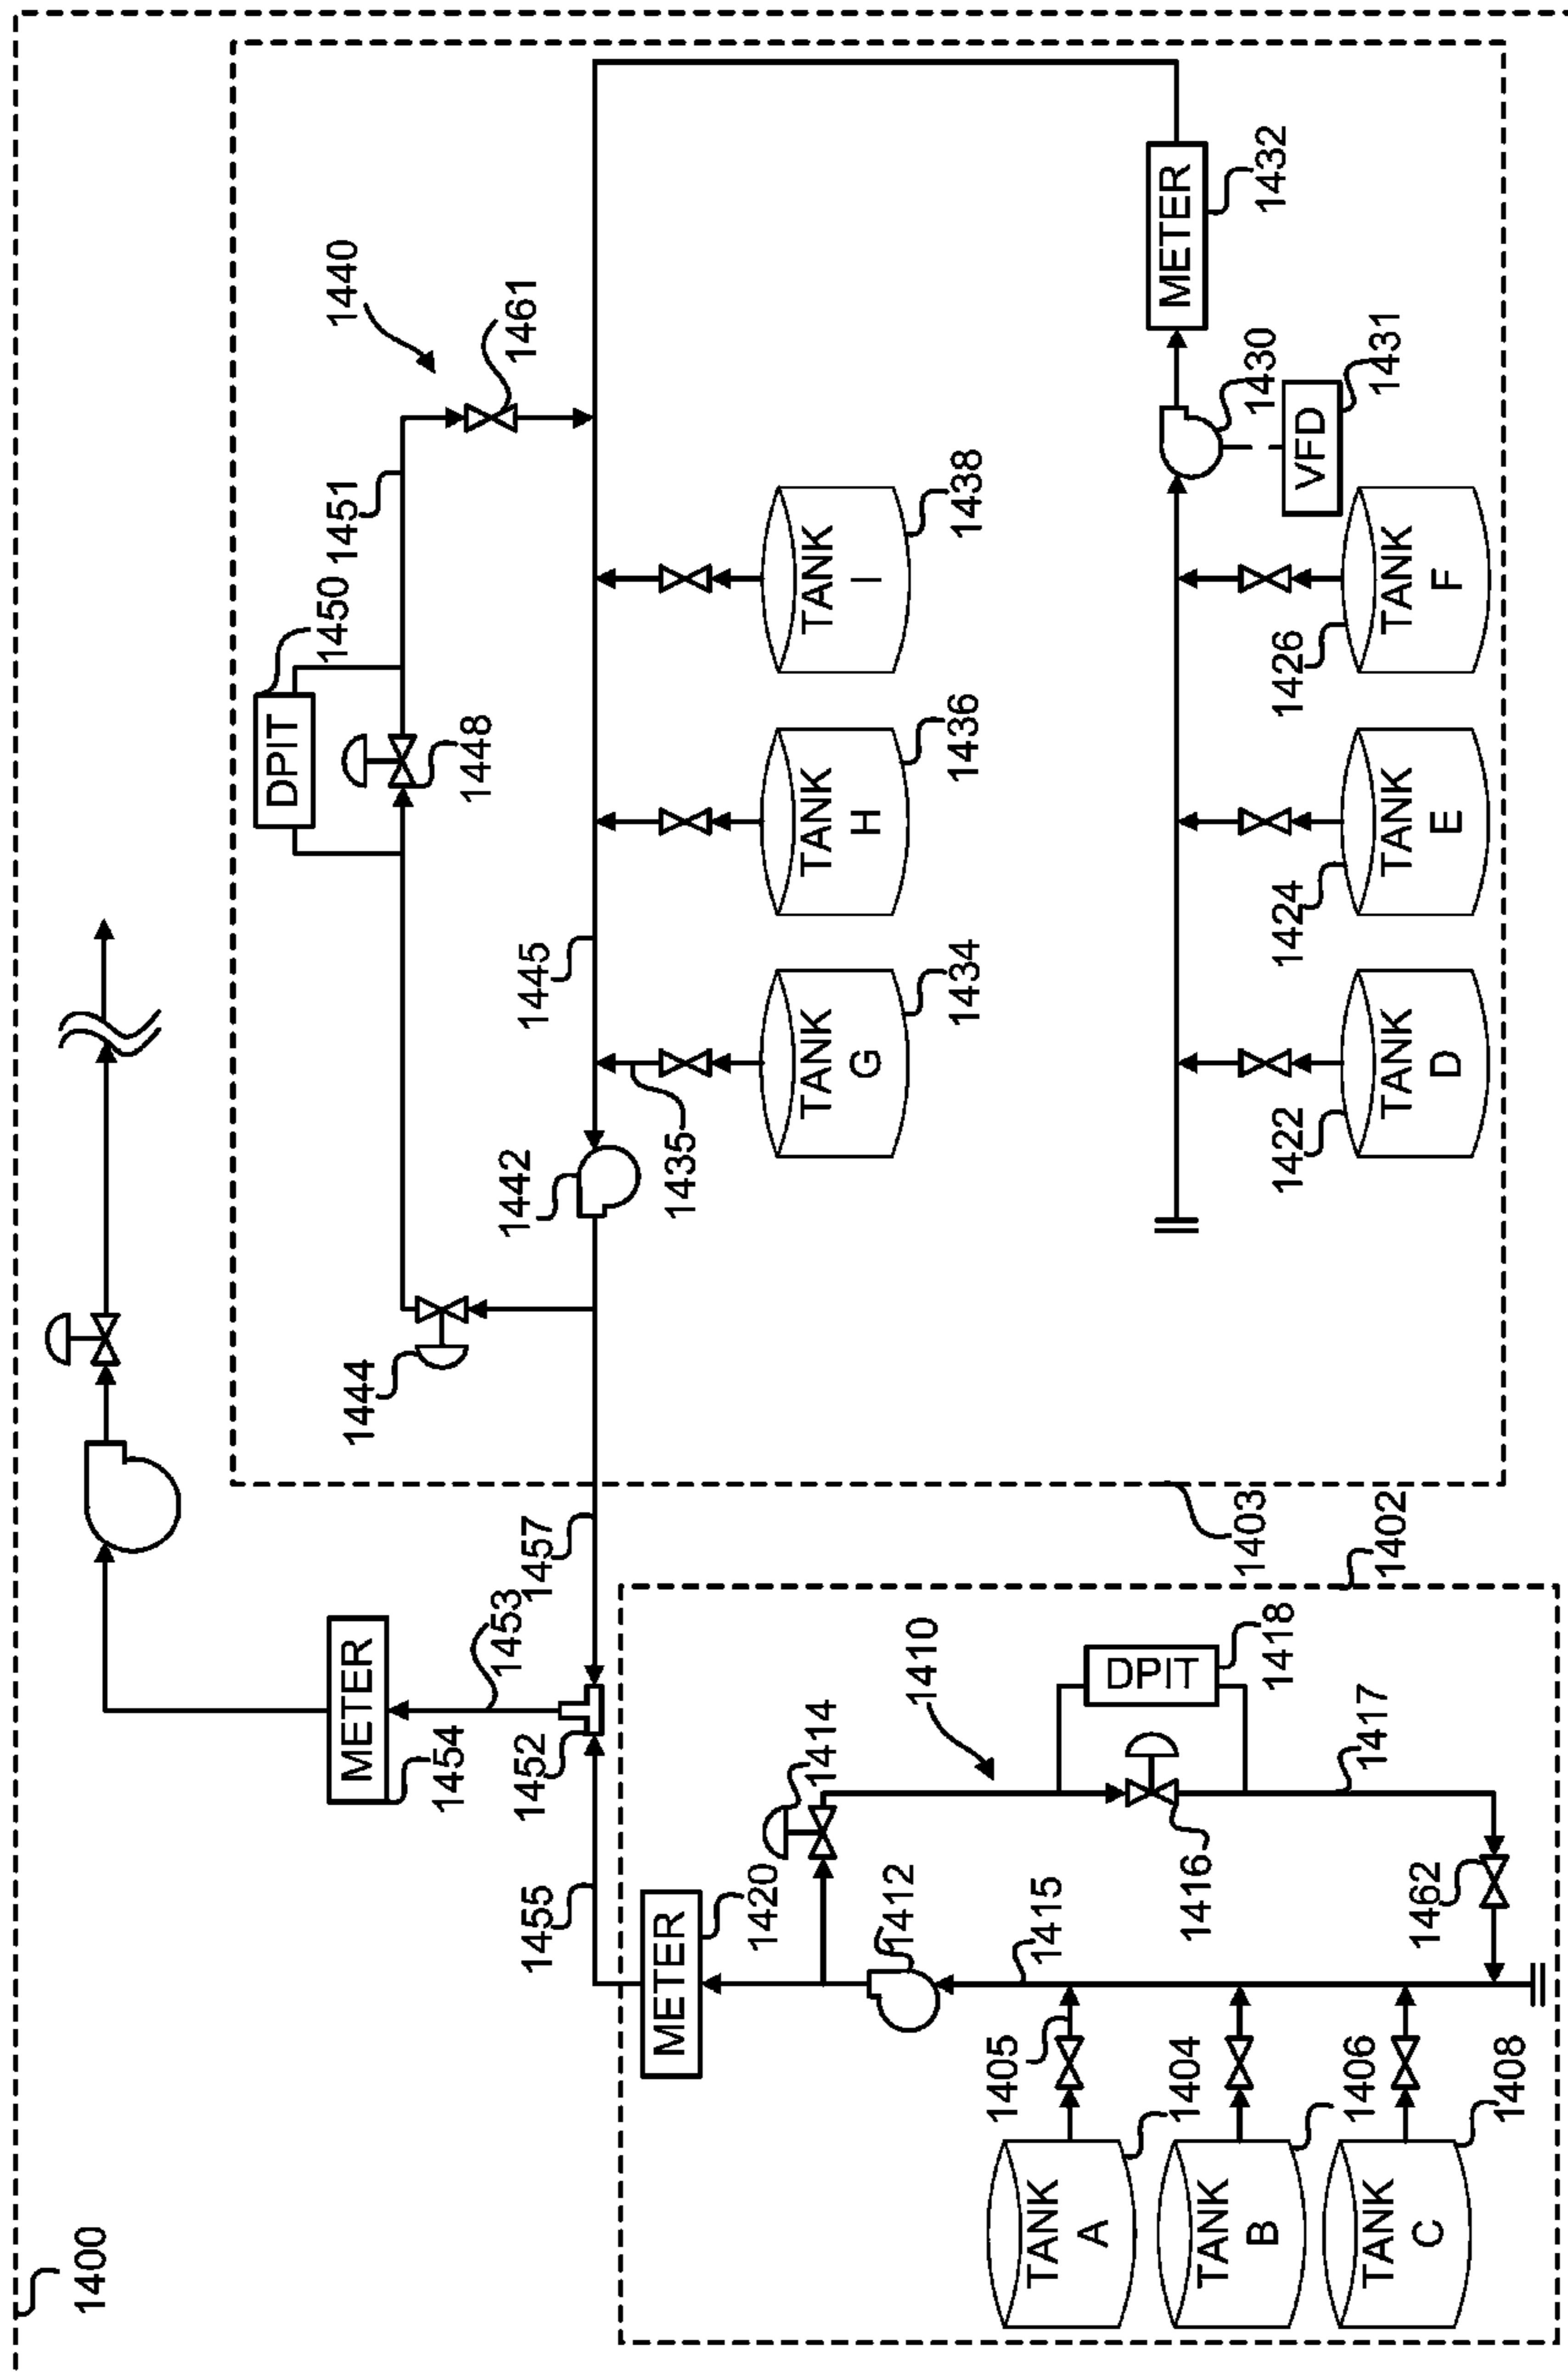 1400
METER
1454
1453
1452
1457
1455
1444
1442
1445
DPIT
1450
1448
1451
1440
1461
1435
TANK
G
1434
TANK
H
1436
TANK
I
1438
METER
1432
1430
VFD
1431
TANK
D
1422
TANK
E
1424
TANK
F
1426
1403
1402
METER
1420
1414
1410
1412
1415
1416
DPIT
1418
1417
1462
1405
TANK
A
1404
TANK
B
1406
TANK
C
1408